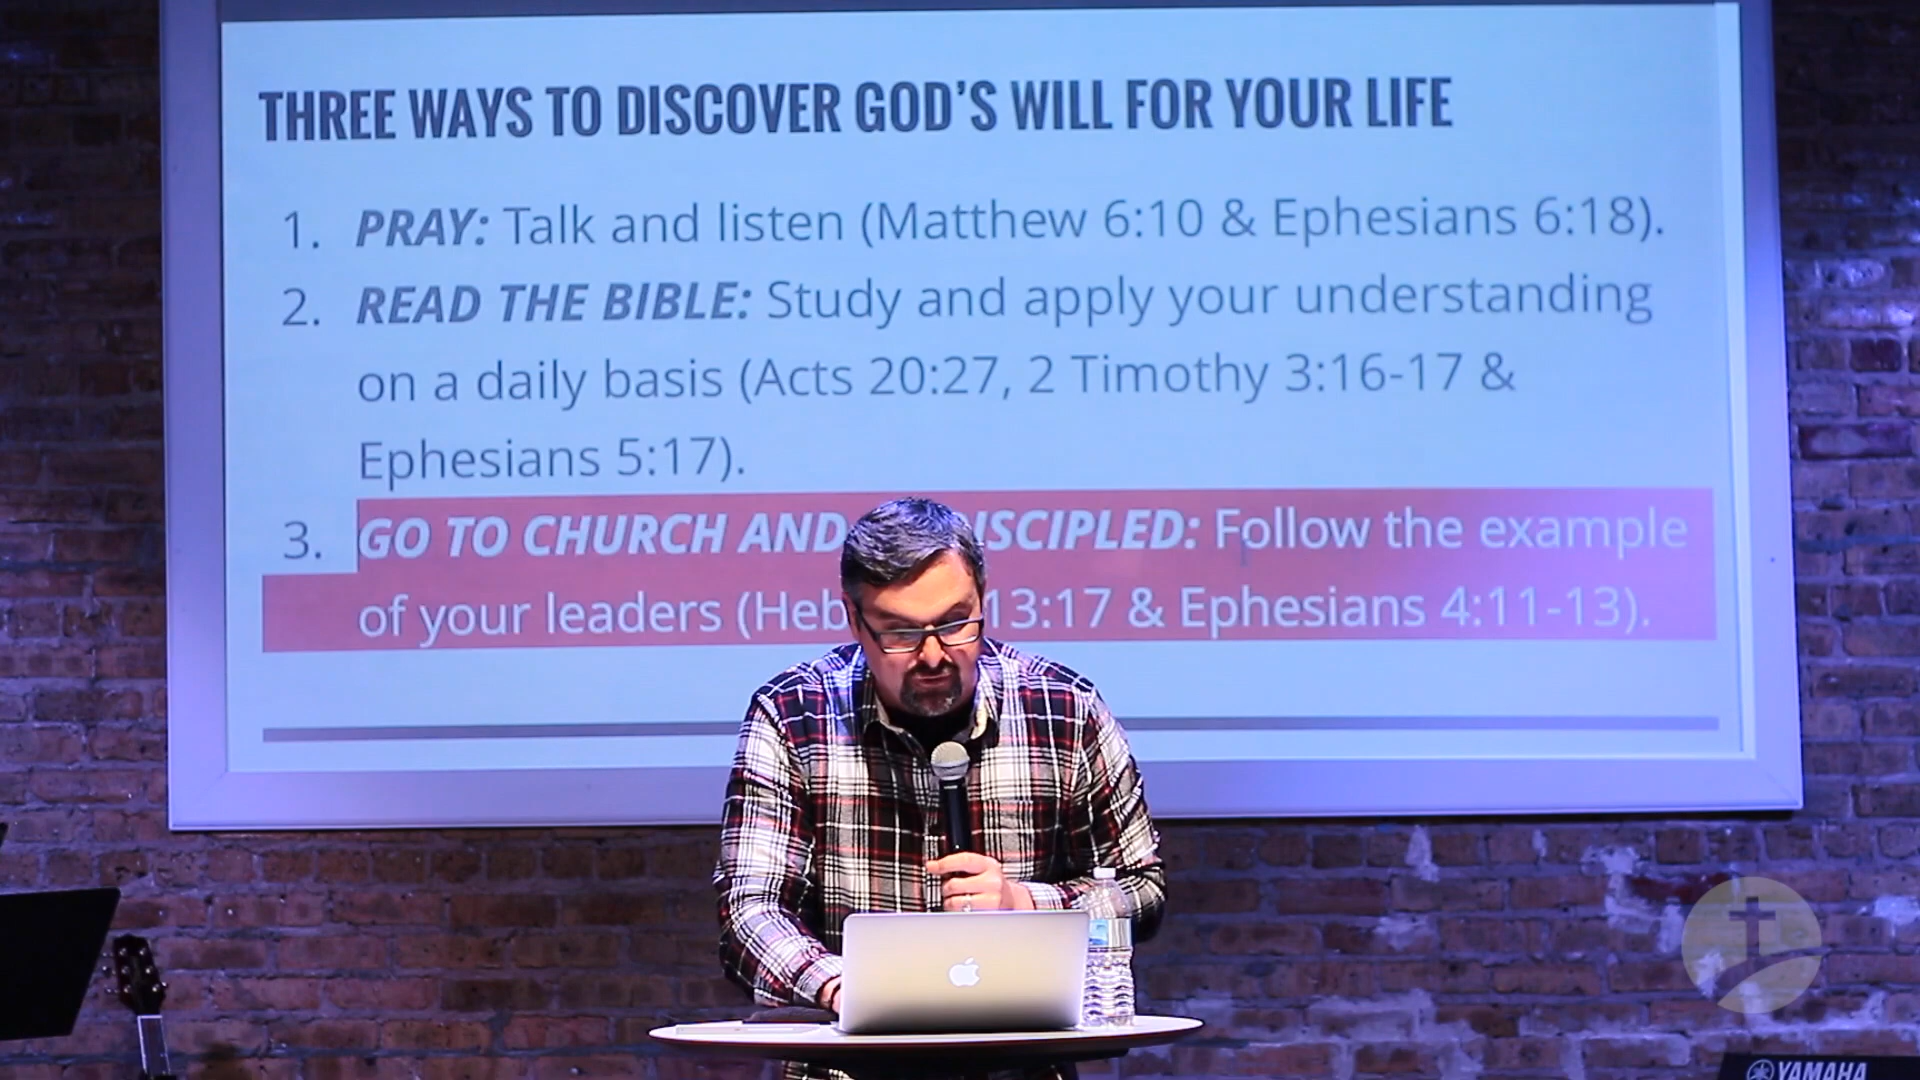 THREE WAYS TO DISCOVER GOD'S WILL FOR YOUR LIFE
1. PRAY: Talk and listen (Matthew 6:10 & Ephesians 6:18).
2. READ THE BIBLE: Study and apply your understanding
on a daily basis (Acts 20:27, 2 Timothy 3:16-17 &
Ephesians 5:17).
3. GO TO CHURCH AND ISCIPLED: Follow the example
of your leaders (Heb 13:17 & Ephesians 4:11-13).
YAMAHA